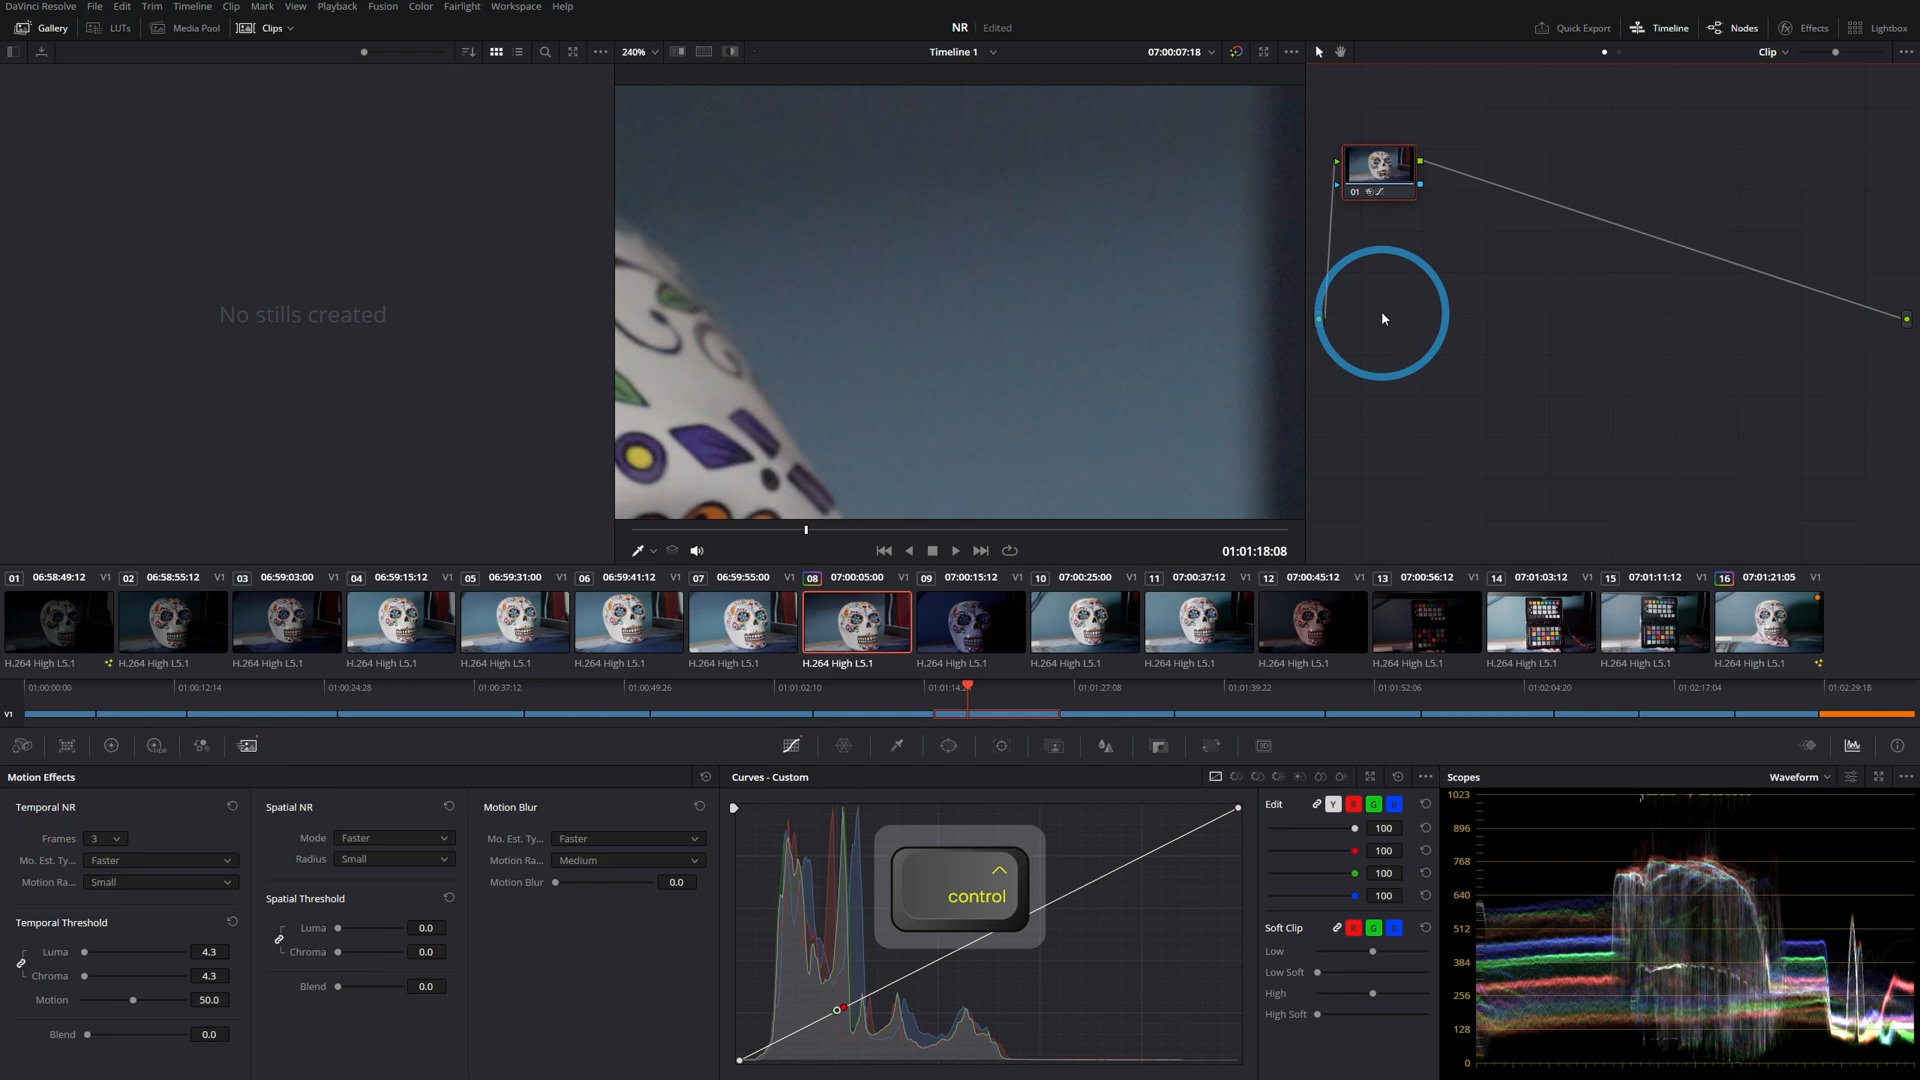 DaVinci Resolve File Edit Trim Timeline Clip Mark View Playback Fusion Color Fairlight Workspace Help
Gallery LUTs Media Pool Clips NR Edited Quick Export Timeline Nodes Effects Lightbox
240% Timeline 1 07:00:07:18 Clip
No stills created
01
01:01:18:08
01 06:58:49:12 V1 02 06:58:55:12 V1 03 06:59:03:00 V1 04 06:59:15:12 V1 05 06:59:31:00 V1 06 06:59:41:12 V1 07 06:59:55:00 V1 08 07:00:05:00 V1 09 07:00:15:12 V1 10 07:00:25:00 V1 11 07:00:37:12 V1 12 07:00:45:12 V1 13 07:00:56:12 V1 14 07:01:03:12 V1 15 07:01:11:12 V1 16 07:01:21:05 V1
H.264 High L5.1 H.264 High L5.1 H.264 High L5.1 H.264 High L5.1 H.264 High L5.1 H.264 High L5.1 H.264 High L5.1 H.264 High L5.1 H.264 High L5.1 H.264 High L5.1 H.264 High L5.1 H.264 High L5.1 H.264 High L5.1 H.264 High L5.1 H.264 High L5.1 H.264 High L5.1
01:00:00:00 01:00:12:14 01:00:24:28 01:00:37:12 01:00:49:26 01:01:02:10 01:01:14: 01:01:27:08 01:01:39:22 01:01:52:06 01:02:04:20 01:02:17:04 01:02:29:18
V1
Motion Effects
Temporal NR
Frames 3
Mo. Est. Ty... Faster
Motion Ra... Small
Temporal Threshold
Luma 4.3
Chroma 4.3
Motion 50.0
Blend 0.0
Spatial NR
Mode Faster
Radius Small
Spatial Threshold
Luma 0.0
Chroma 0.0
Blend 0.0
Motion Blur
Mo. Est. Ty... Faster
Motion Ra... Medium
Motion Blur 0.0
Curves - Custom
^
control
Edit Y R G B
100
100
100
100
Soft Clip R G B
Low
Low Soft
High
High Soft
Scopes Waveform
1023
896
768
640
512
384
256
128
0